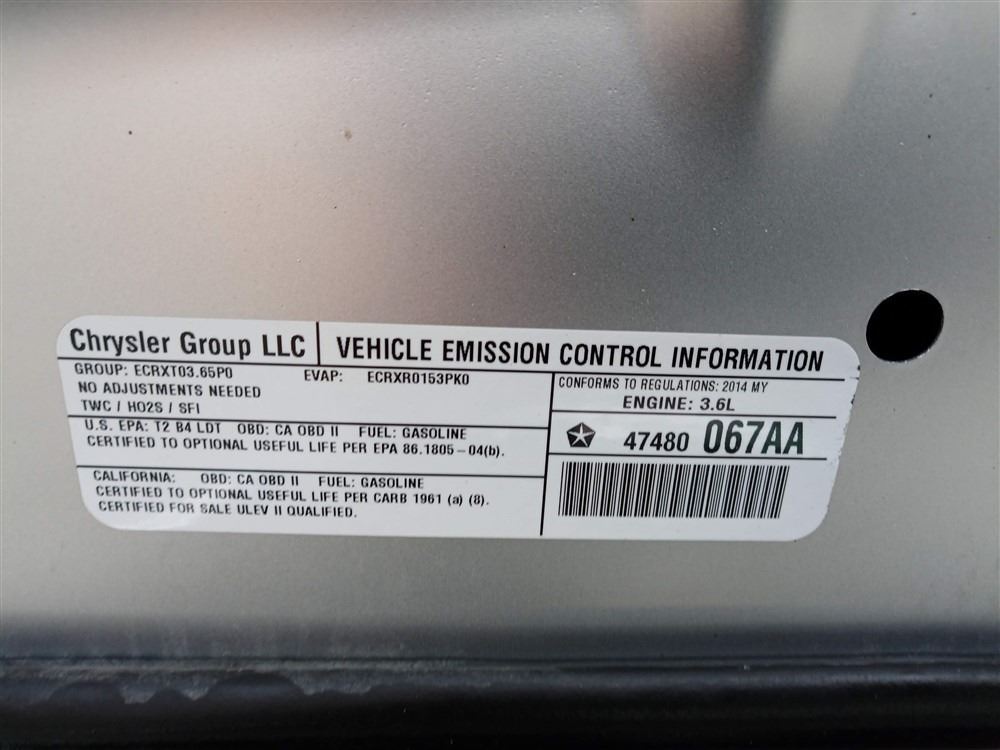 Chrysler Group LLC
VEHICLE EMISSION CONTROL INFORMATION
GROUP: ECRXT03.65P0 EVAP: ECRXR0153PK0
NO ADJUSTMENTS NEEDED
TWC / HO2S / SFI
U.S. EPA: T2 B4 LDT OBD: CA OBD II FUEL: GASOLINE
CERTIFIED TO OPTIONAL USEFUL LIFE PER EPA 86.1805-04(b).
CALIFORNIA: OBD: CA OBD II FUEL: GASOLINE
CERTIFIED TO OPTIONAL USEFUL LIFE PER CARB 1961 (a) (8).
CERTIFIED FOR SALE ULEV II QUALIFIED.
CONFORMS TO REGULATIONS: 2014 MY
ENGINE: 3.6L
47480 067AA